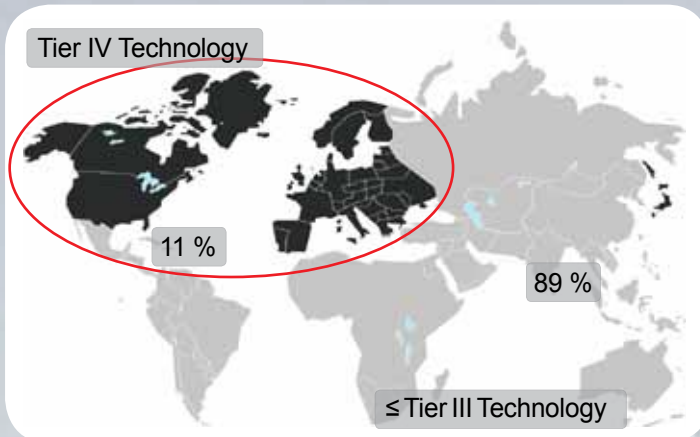 Tier IV Technology
11 %
89 %
≤ Tier III Technology